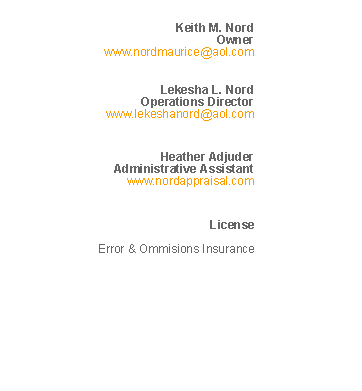 Keith M. Nord
Owner
www.nordmaurice@aol.com
Lekesha L. Nord
Operations Director
www.lekeshanord@aol.com
Heather Adjuder
Administrative Assistant
www.nordappraisal.com
License
Error & Ommisions Insurance